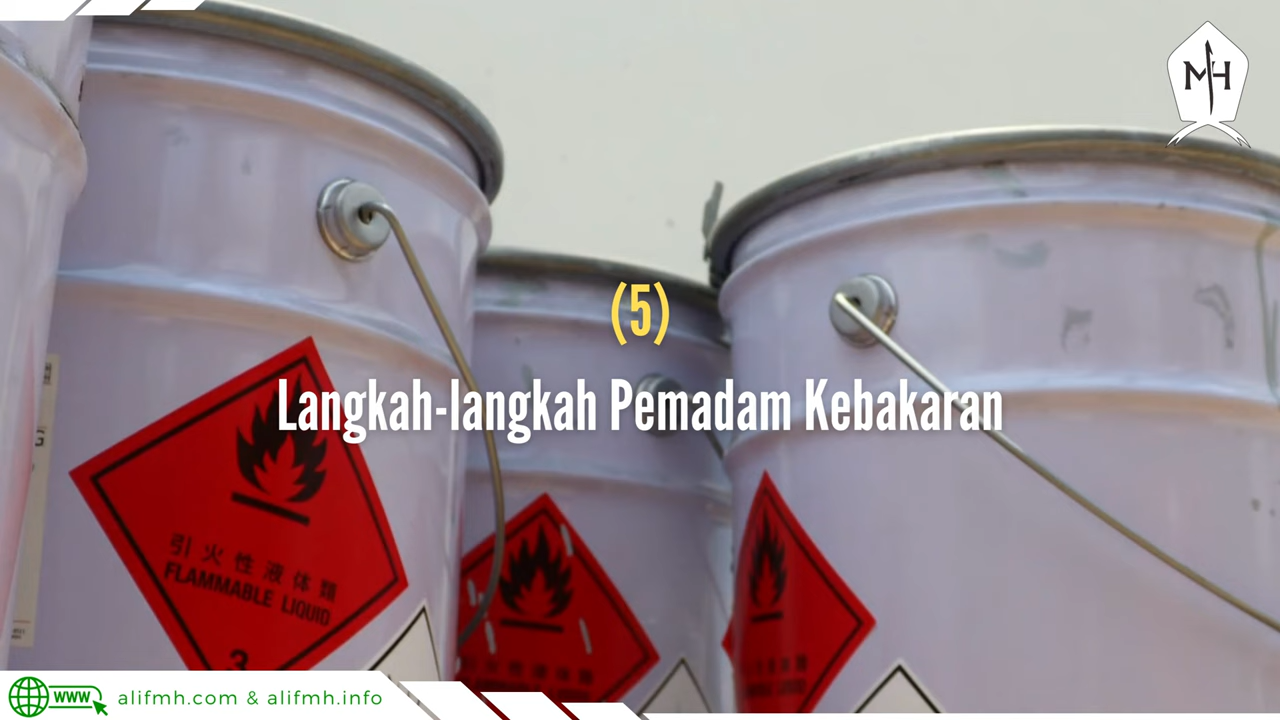 MH
(5)
Langkah-langkah Pemadam Kebakaran
G
引火性液体類
FLAMMABLE LIQUID
3
www
alifmh.com & alifmh.info